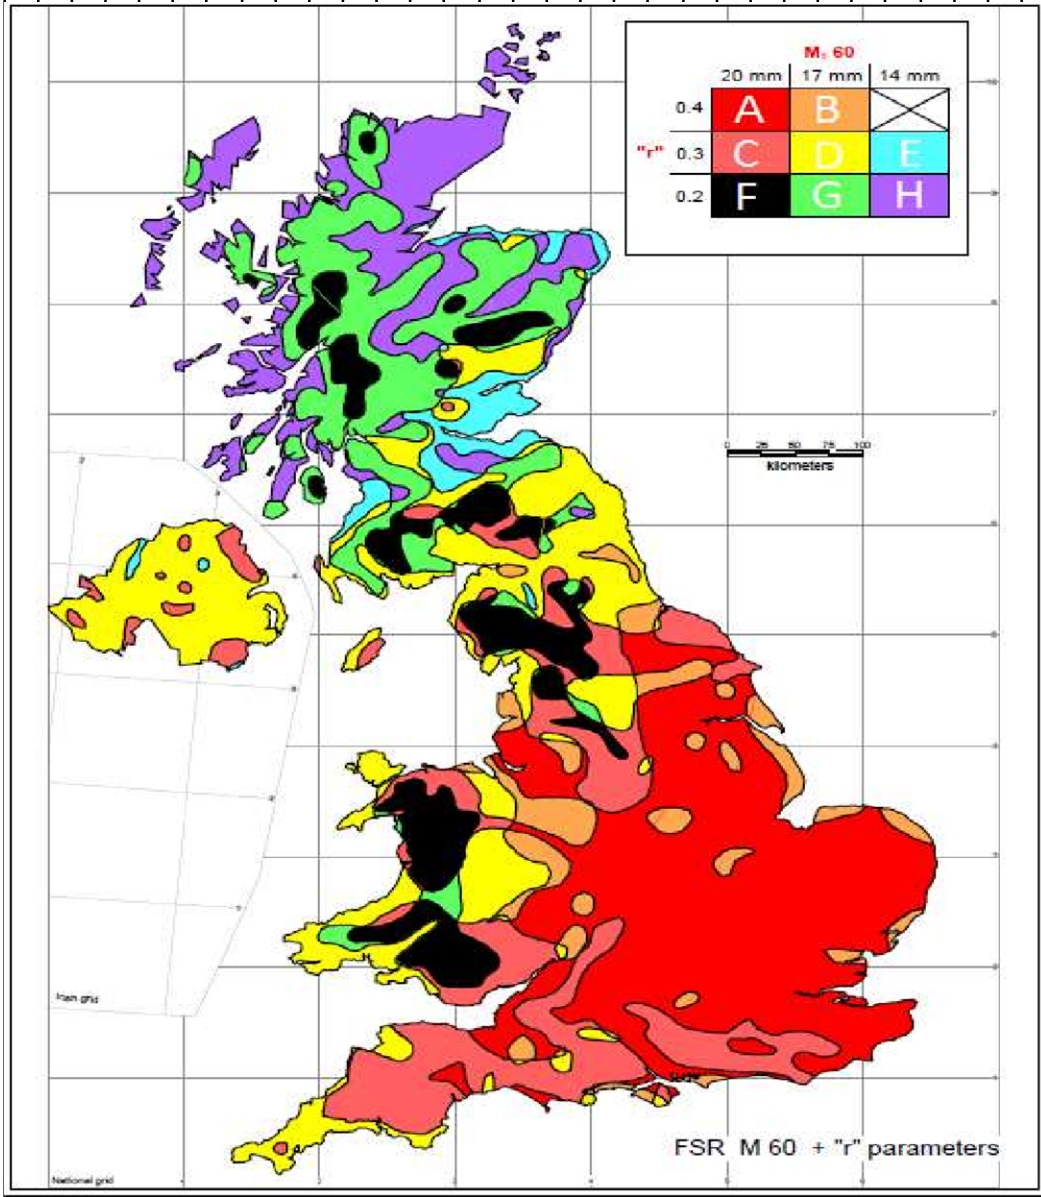 M₅ 60
20 mm 17 mm 14 mm
0.4 A B
"r" 0.3 C D E
0.2 F G H
0 25 50 75 100
kilometers
Irish grid
FSR M 60 + "r" parameters
National grid